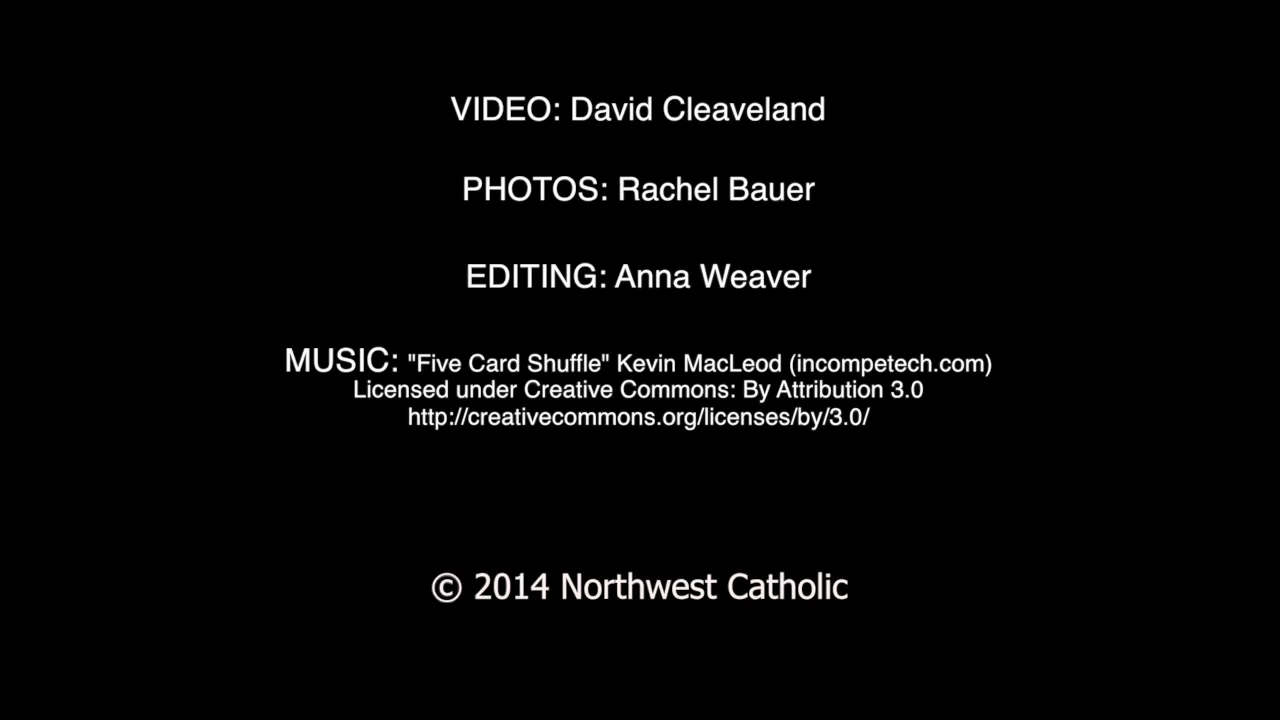 VIDEO: David Cleaveland
PHOTOS: Rachel Bauer
EDITING: Anna Weaver
MUSIC: "Five Card Shuffle" Kevin MacLeod (incompetech.com)
Licensed under Creative Commons: By Attribution 3.0
http://creativecommons.org/licenses/by/3.0/
© 2014 Northwest Catholic